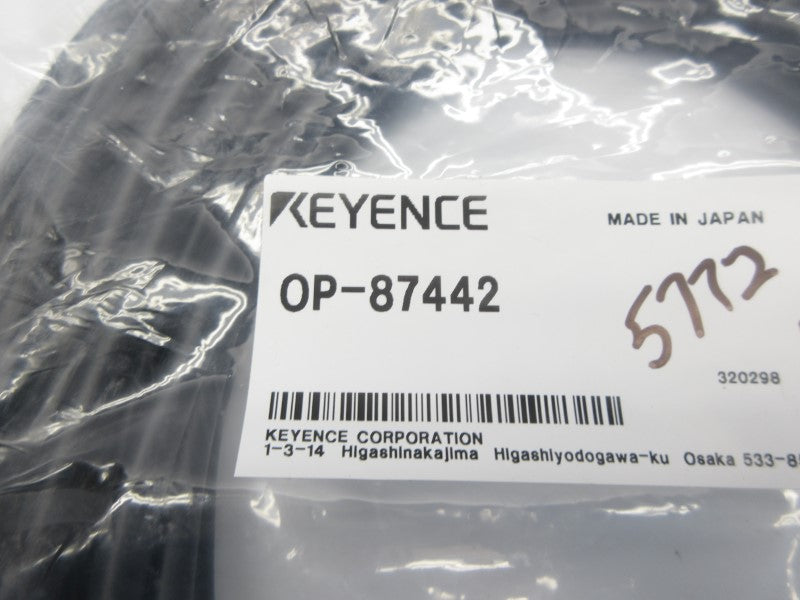 KEYENCE
MADE IN JAPAN
OP-87442
5772
320298
KEYENCE CORPORATION
1-3-14 Higashinakajima Higashiyodogawa-ku Osaka